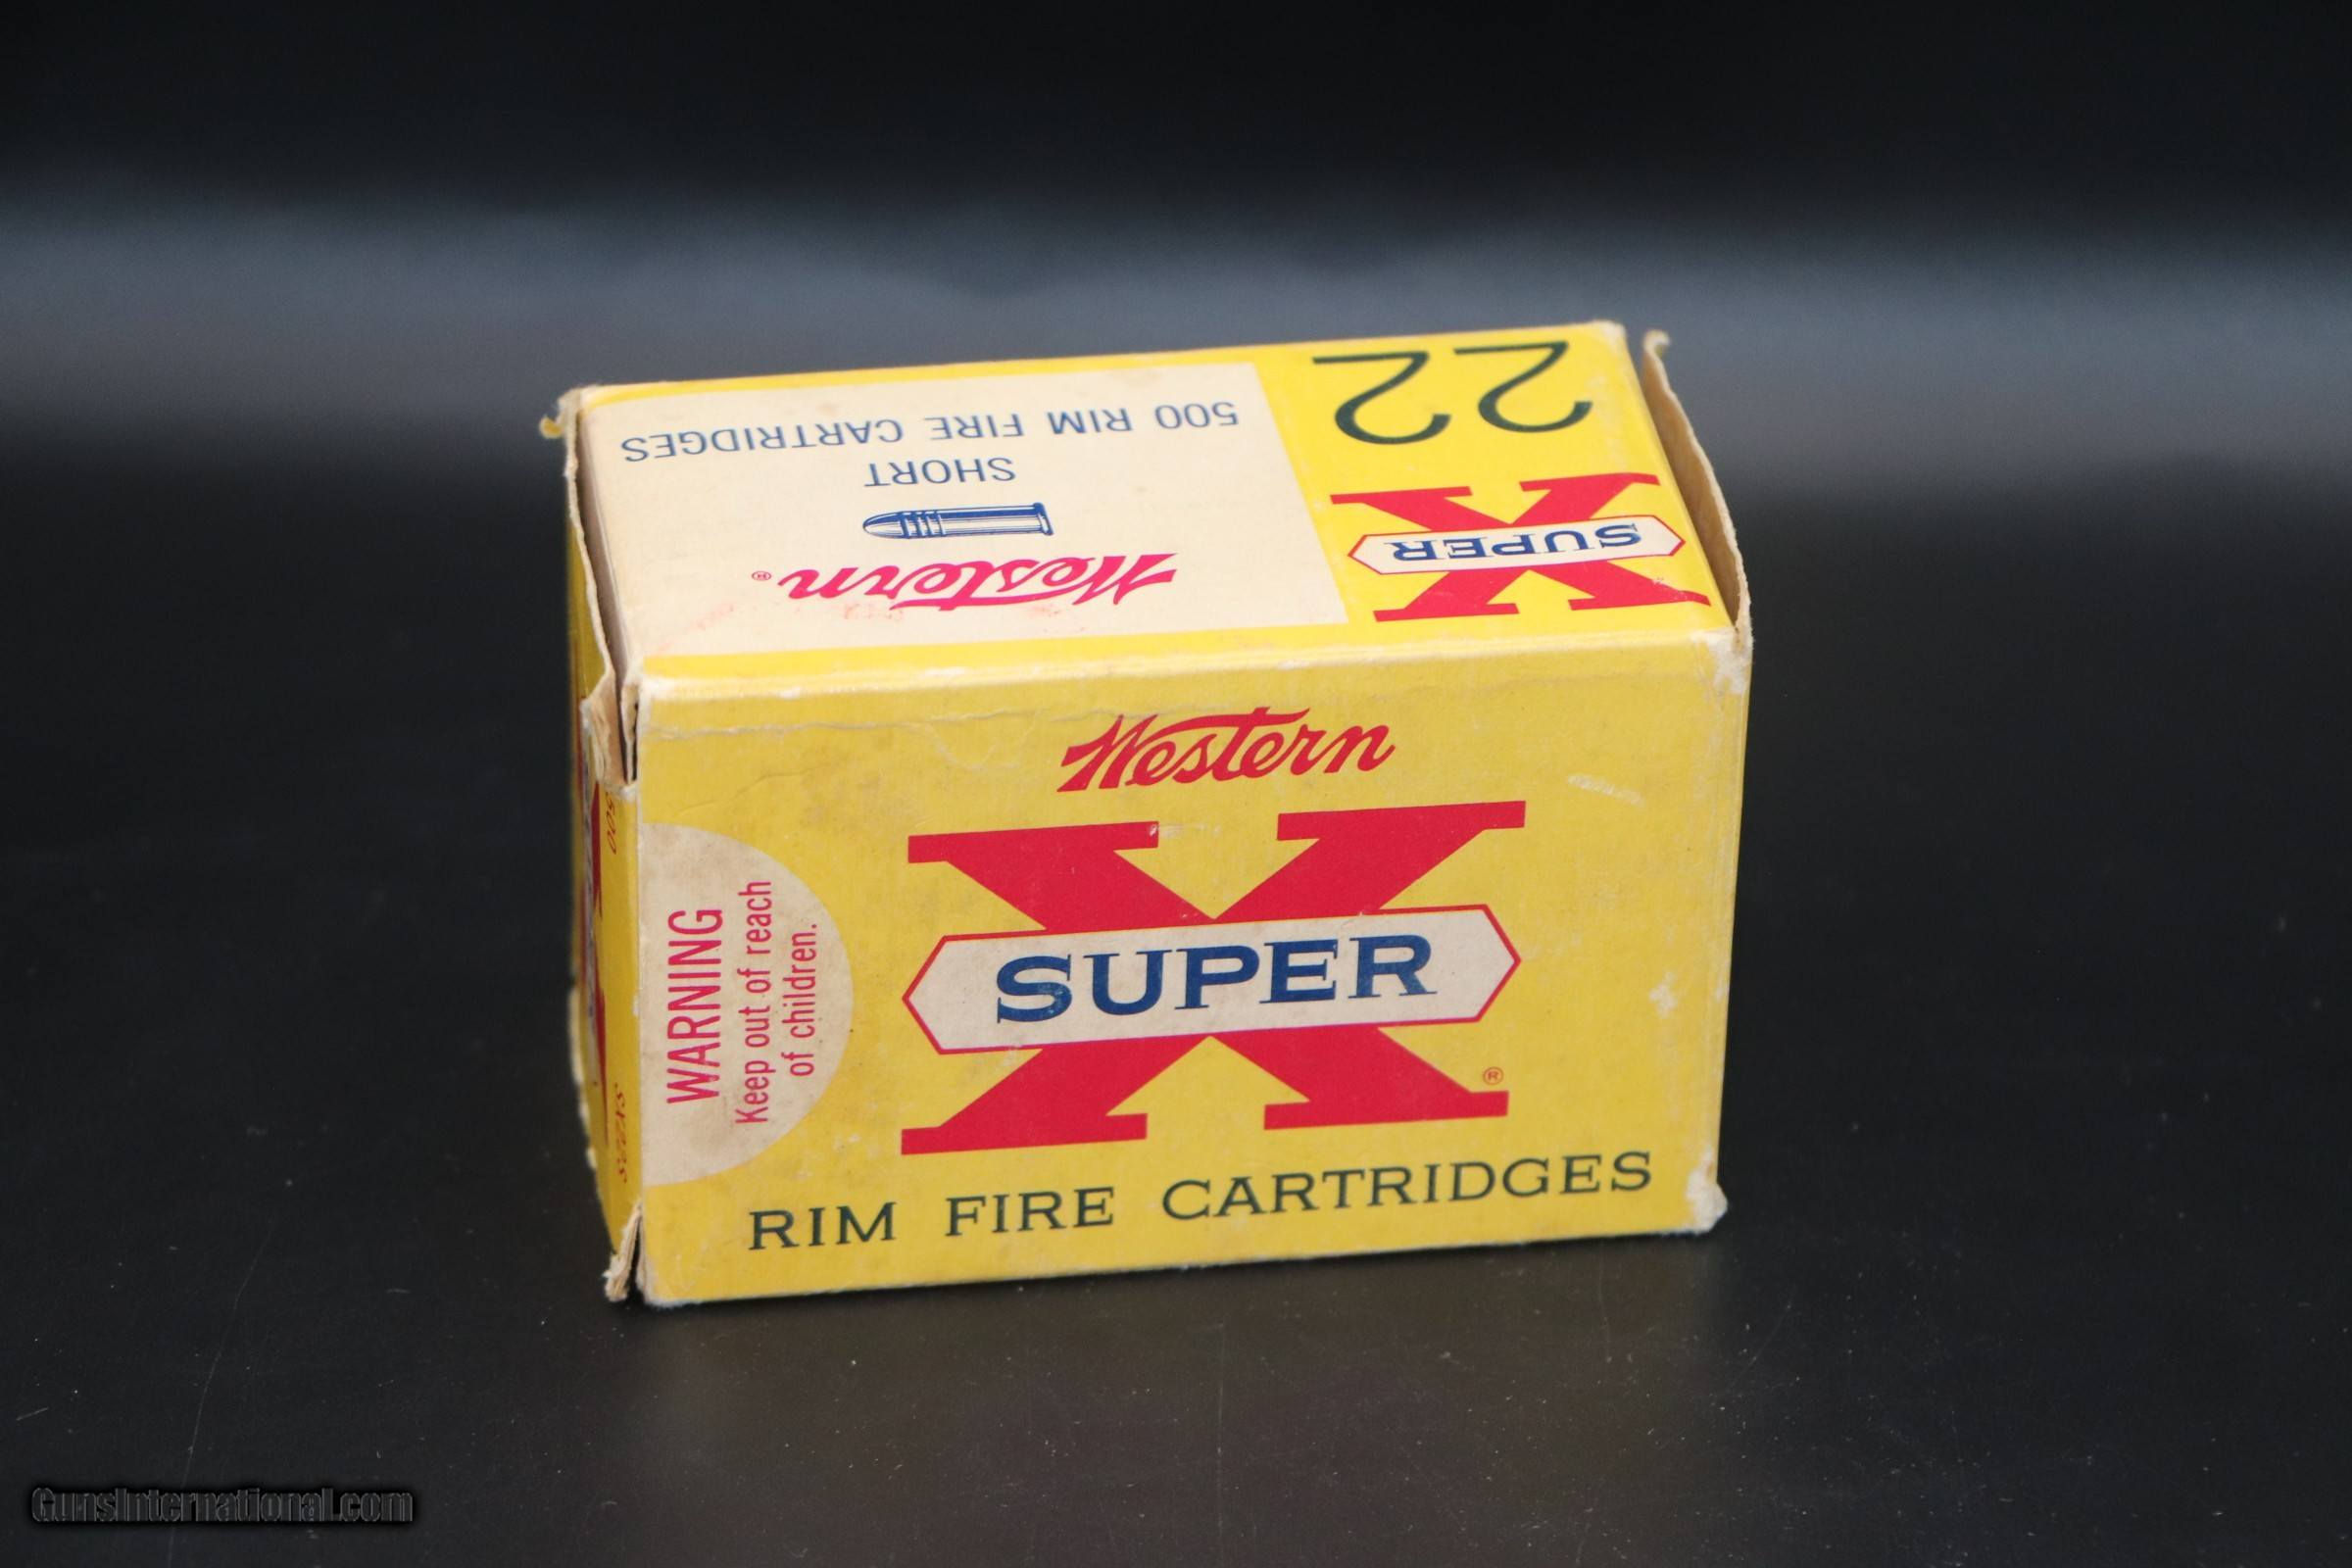 22
SUPER X
Western®
SHORT
500 RIM FIRE CARTRIDGES
Western
SUPER X
®
RIM FIRE CARTRIDGES
WARNING
Keep out of reach
of children.
500
GunsInternational.com